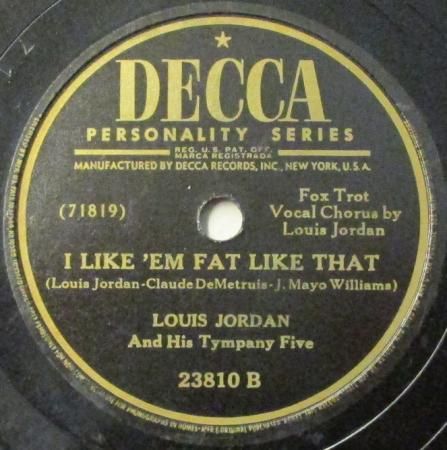 DECCA
PERSONALITY SERIES
REG. U.S. PAT. OFF.
MARCA REGISTRADA
MANUFACTURED BY DECCA RECORDS, INC., NEW YORK, U.S.A.
(71819)
Fox Trot
Vocal Chorus by
Louis Jordan
I LIKE 'EM FAT LIKE THAT
(Louis Jordan-Claude DeMetruis-J. Mayo Williams)
LOUIS JORDAN
And His Tympany Five
23810 B